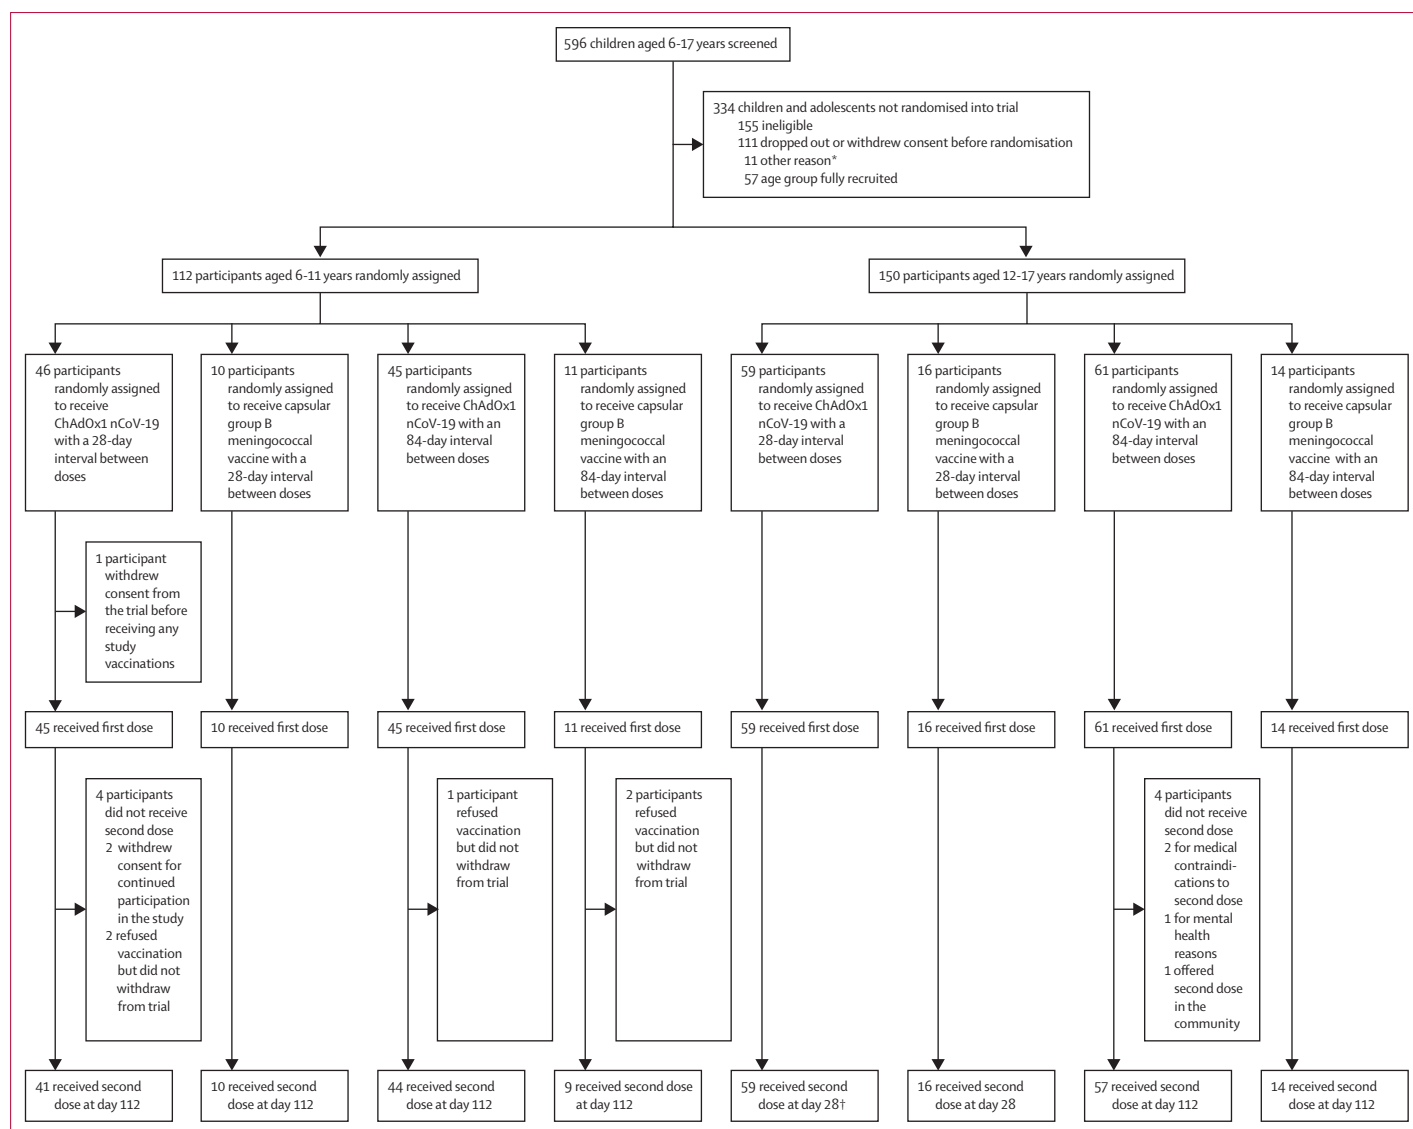 596 children aged 6-17 years screened
334 children and adolescents not randomised into trial
155 ineligible
111 dropped out or withdrew consent before randomisation
11 other reason*
57 age group fully recruited
112 participants aged 6-11 years randomly assigned
150 participants aged 12-17 years randomly assigned
46 participants
randomly assigned
to receive
ChAdOx1 nCoV-19
with a 28-day
interval between
doses
10 participants
randomly assigned
to receive capsular
group B
meningococcal
vaccine with a
28-day interval
between doses
45 participants
randomly assigned
to receive ChAdOx1
nCoV-19 with an
84-day interval
between doses
11 participants
randomly assigned
to receive capsular
group B
meningococcal
vaccine with an
84-day interval
between doses
59 participants
randomly assigned
to receive ChAdOx1
nCoV-19 with a
28-day interval
between doses
16 participants
randomly assigned
to receive capsular
group B
meningococcal
vaccine with a
28-day interval
between doses
61 participants
randomly assigned
to receive ChAdOx1
nCoV-19 with an
84-day interval
between doses
14 participants
randomly assigned
to receive capsular
group B
meningococcal
vaccine with an
84-day interval
between doses
1 participant
withdrew
consent from
the trial before
receiving any
study
vaccinations
45 received first dose
10 received first dose
45 received first dose
11 received first dose
59 received first dose
16 received first dose
61 received first dose
14 received first dose
4 participants
did not receive
second dose
2 withdrew
consent for
continued
participation
in the study
2 refused
vaccination
but did not
withdraw
from trial
1 participant
refused
vaccination
but did not
withdraw
from trial
2 participants
refused
vaccination
but did not
withdraw
from trial
4 participants
did not receive
second dose
2 for medical
contraindi-
cations to
second dose
1 for mental
health
reasons
1 offered
second dose
in the
community
41 received second
dose at day 112
10 received second
dose at day 112
44 received second
dose at day 112
9 received second dose
at day 112
59 received second
dose at day 28†
16 received second
dose at day 28
57 received second
dose at day 112
14 received second
dose at day 112